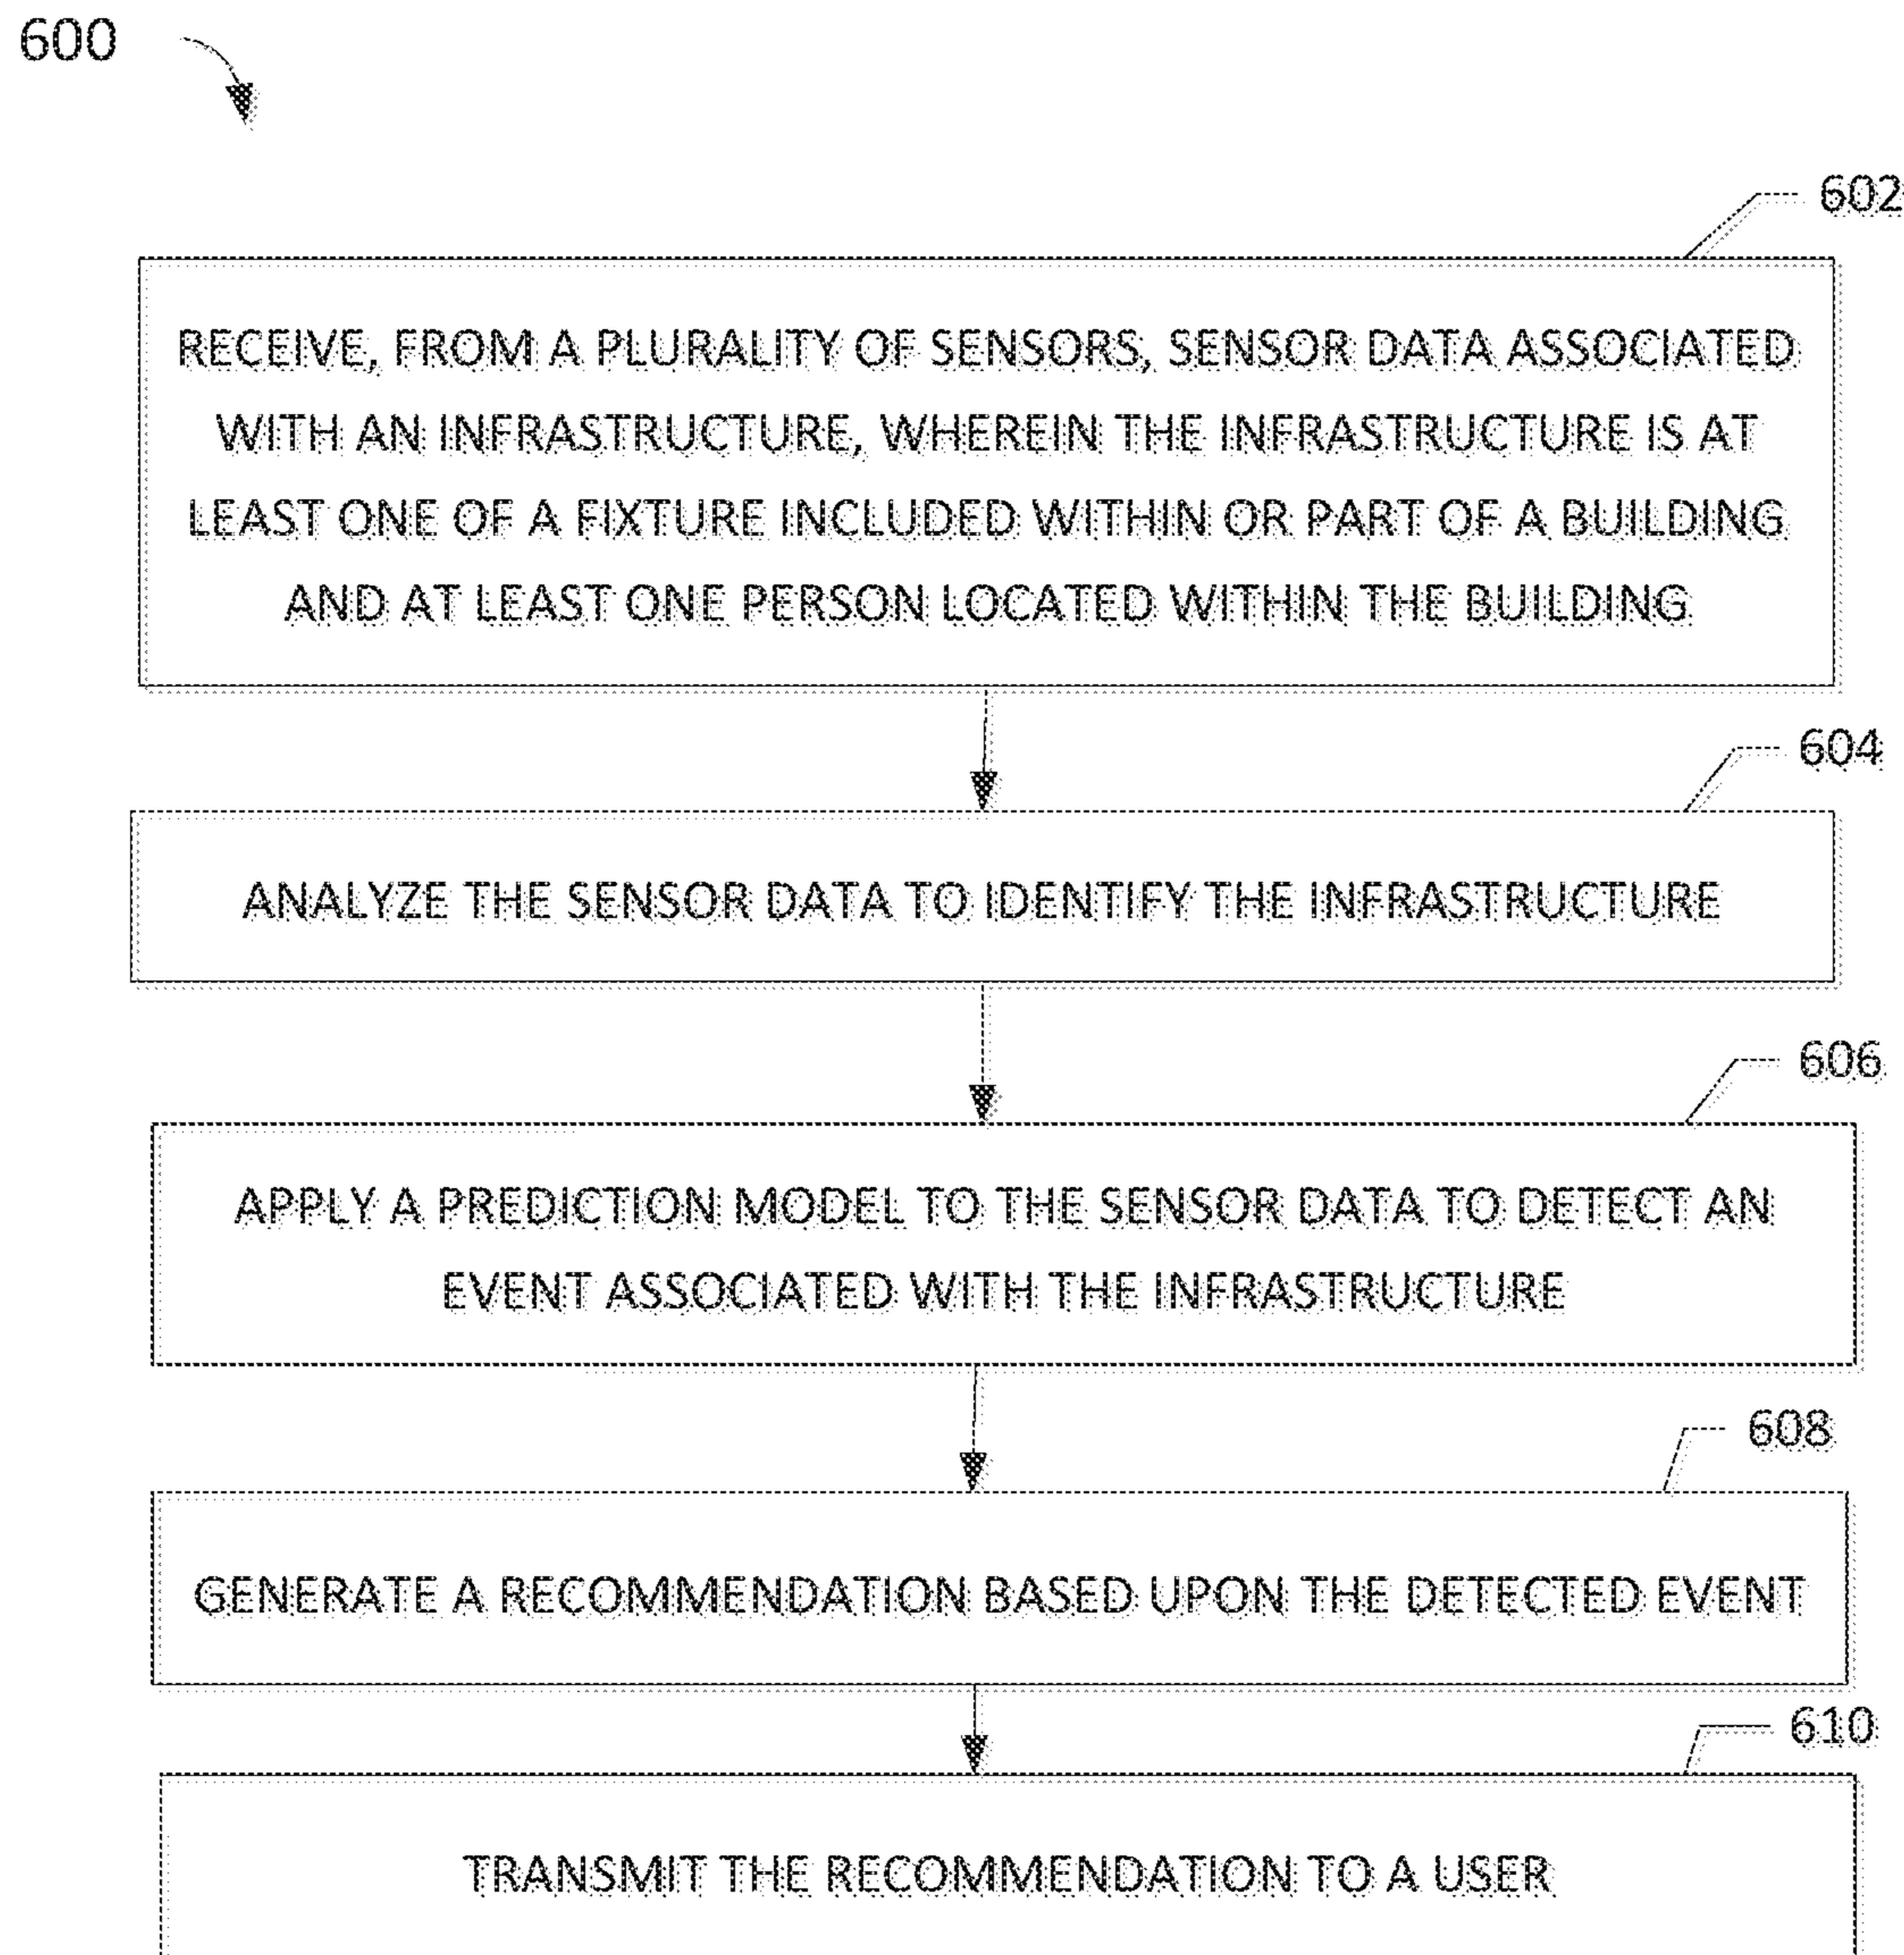 600
602
RECEIVE, FROM A PLURALITY OF SENSORS, SENSOR DATA ASSOCIATED
WITH AN INFRASTRUCTURE, WHEREIN THE INFRASTRUCTURE IS AT
LEAST ONE OF A FIXTURE INCLUDED WITHIN OR PART OF A BUILDING
AND AT LEAST ONE PERSON LOCATED WITHIN THE BUILDING
604
ANALYZE THE SENSOR DATA TO IDENTIFY THE INFRASTRUCTURE
606
APPLY A PREDICTION MODEL TO THE SENSOR DATA TO DETECT AN
EVENT ASSOCIATED WITH THE INFRASTRUCTURE
608
GENERATE A RECOMMENDATION BASED UPON THE DETECTED EVENT
610
TRANSMIT THE RECOMMENDATION TO A USER